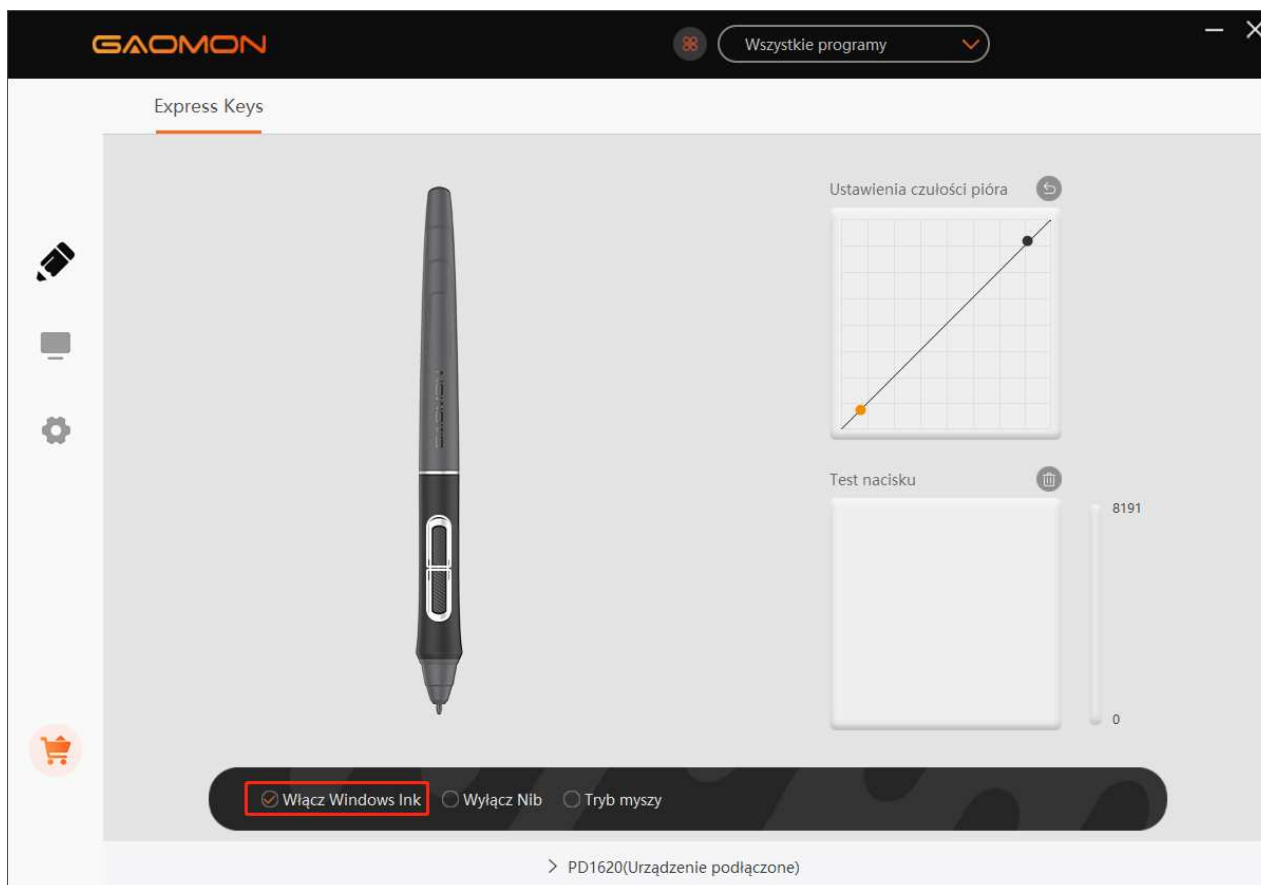 GAOMON
Wszystkie programy
Express Keys
Ustawienia czułości pióra
GAOMON
Test nacisku
8191
0
Włącz Windows Ink
Wyłącz Nib
Tryb myszy
> PD1620(Urządzenie podłączone)